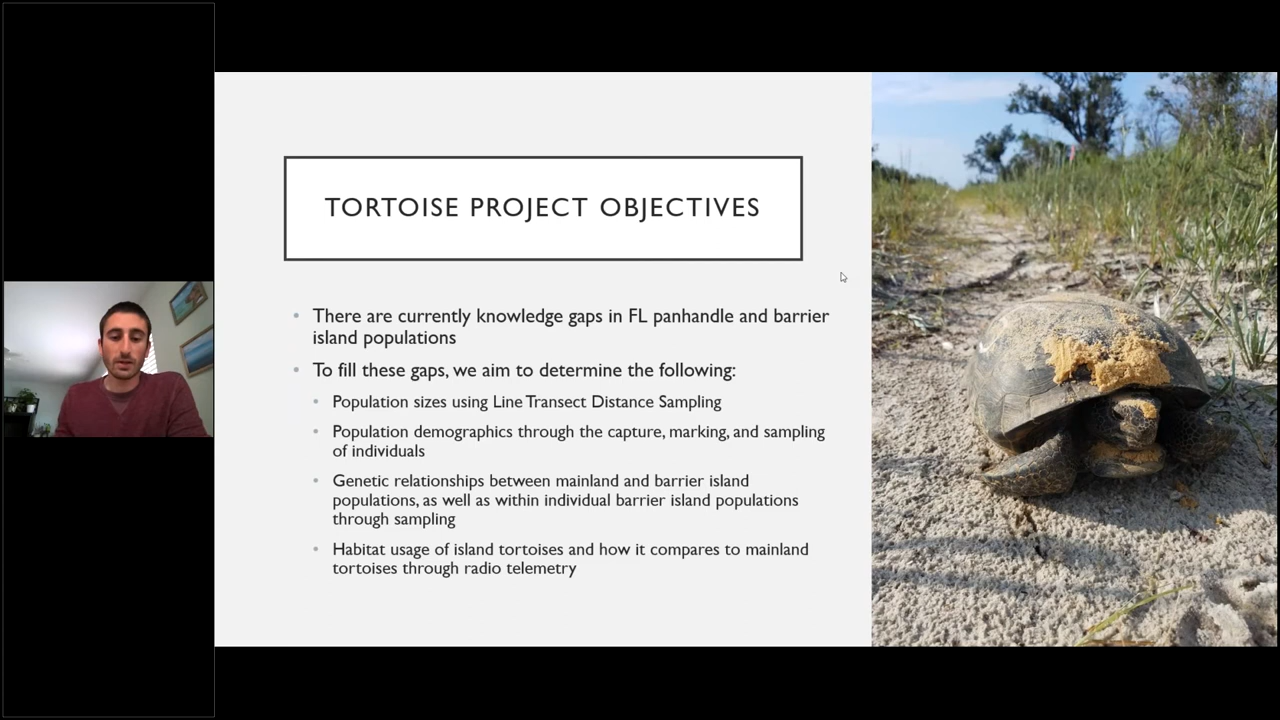 TORTOISE PROJECT OBJECTIVES
• There are currently knowledge gaps in FL panhandle and barrier
island populations
• To fill these gaps, we aim to determine the following:
• Population sizes using Line Transect Distance Sampling
• Population demographics through the capture, marking, and sampling
of individuals
• Genetic relationships between mainland and barrier island
populations, as well as within individual barrier island populations
through sampling
• Habitat usage of island tortoises and how it compares to mainland
tortoises through radio telemetry